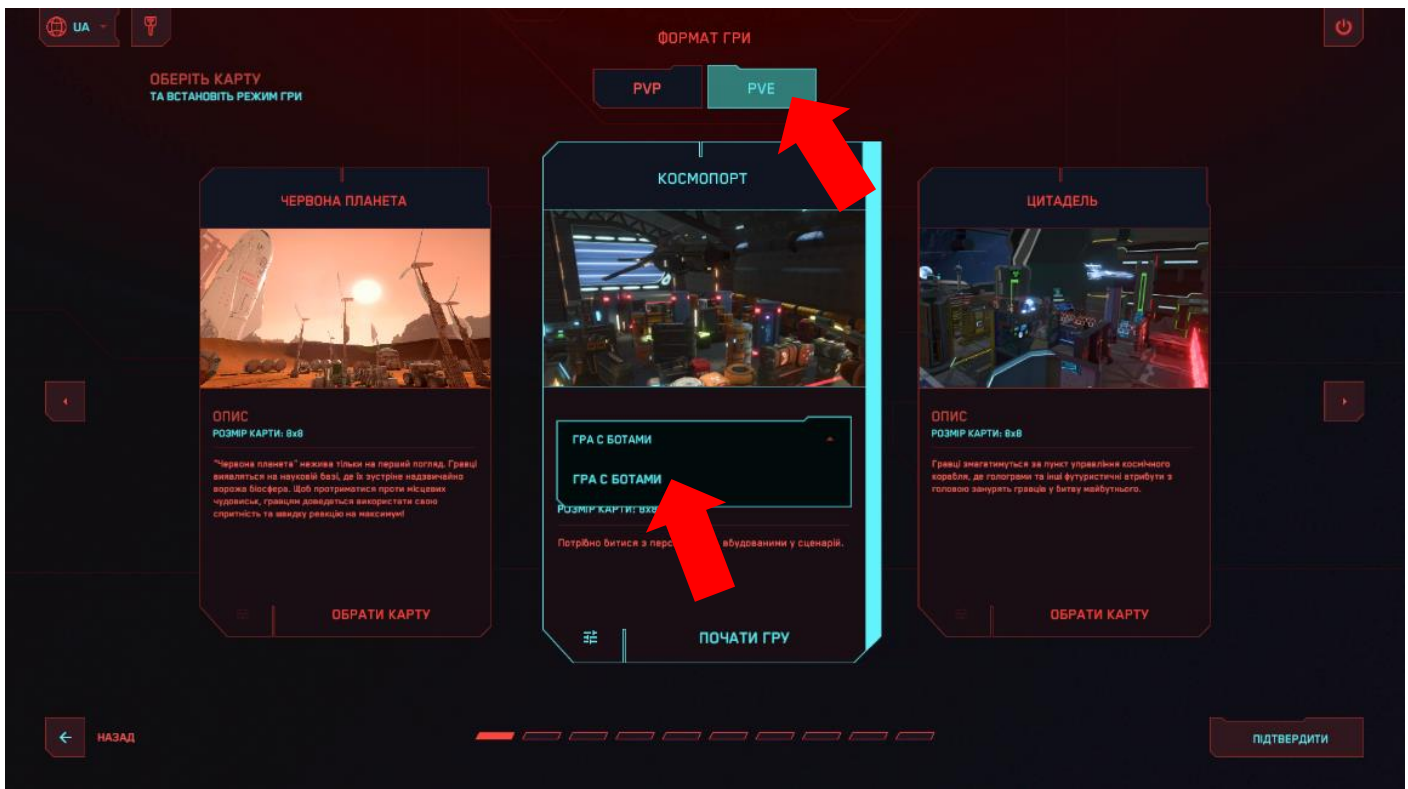 UA
ФОРМАТ ГРИ
ОБЕРІТЬ КАРТУ
ТА ВСТАНОВІТЬ РЕЖИМ ГРИ
PVP
PVE
ЧЕРВОНА ПЛАНЕТА
КОСМОПОРТ
ЦИТАДЕЛЬ
ОПИС
РОЗМІР КАРТИ: 8x8
"Червона планета" нежива тільки на перший погляд. Гравці
виявляться на науковій базі, де їх зустріне надзвичайно
ворожа біосфера. Щоб протриматися проти місцевих
чудовиськ, гравцям доведеться використати свою
спритність та швидку реакцію на максимум!
ОБРАТИ КАРТУ
ГРА С БОТАМИ
ГРА С БОТАМИ
РОЗМІР КАРТИ: 8x8
Потрібно битися з вбудованими у сценарій.
ПОЧАТИ ГРУ
ОПИС
РОЗМІР КАРТИ: 8x8
Гравці змагатимуться за пункт управління космічного
корабля, де голограми та інші футуристичні атрибути з
головою занурять гравців у битву майбутнього.
ОБРАТИ КАРТУ
НАЗАД
ПІДТВЕРДИТИ